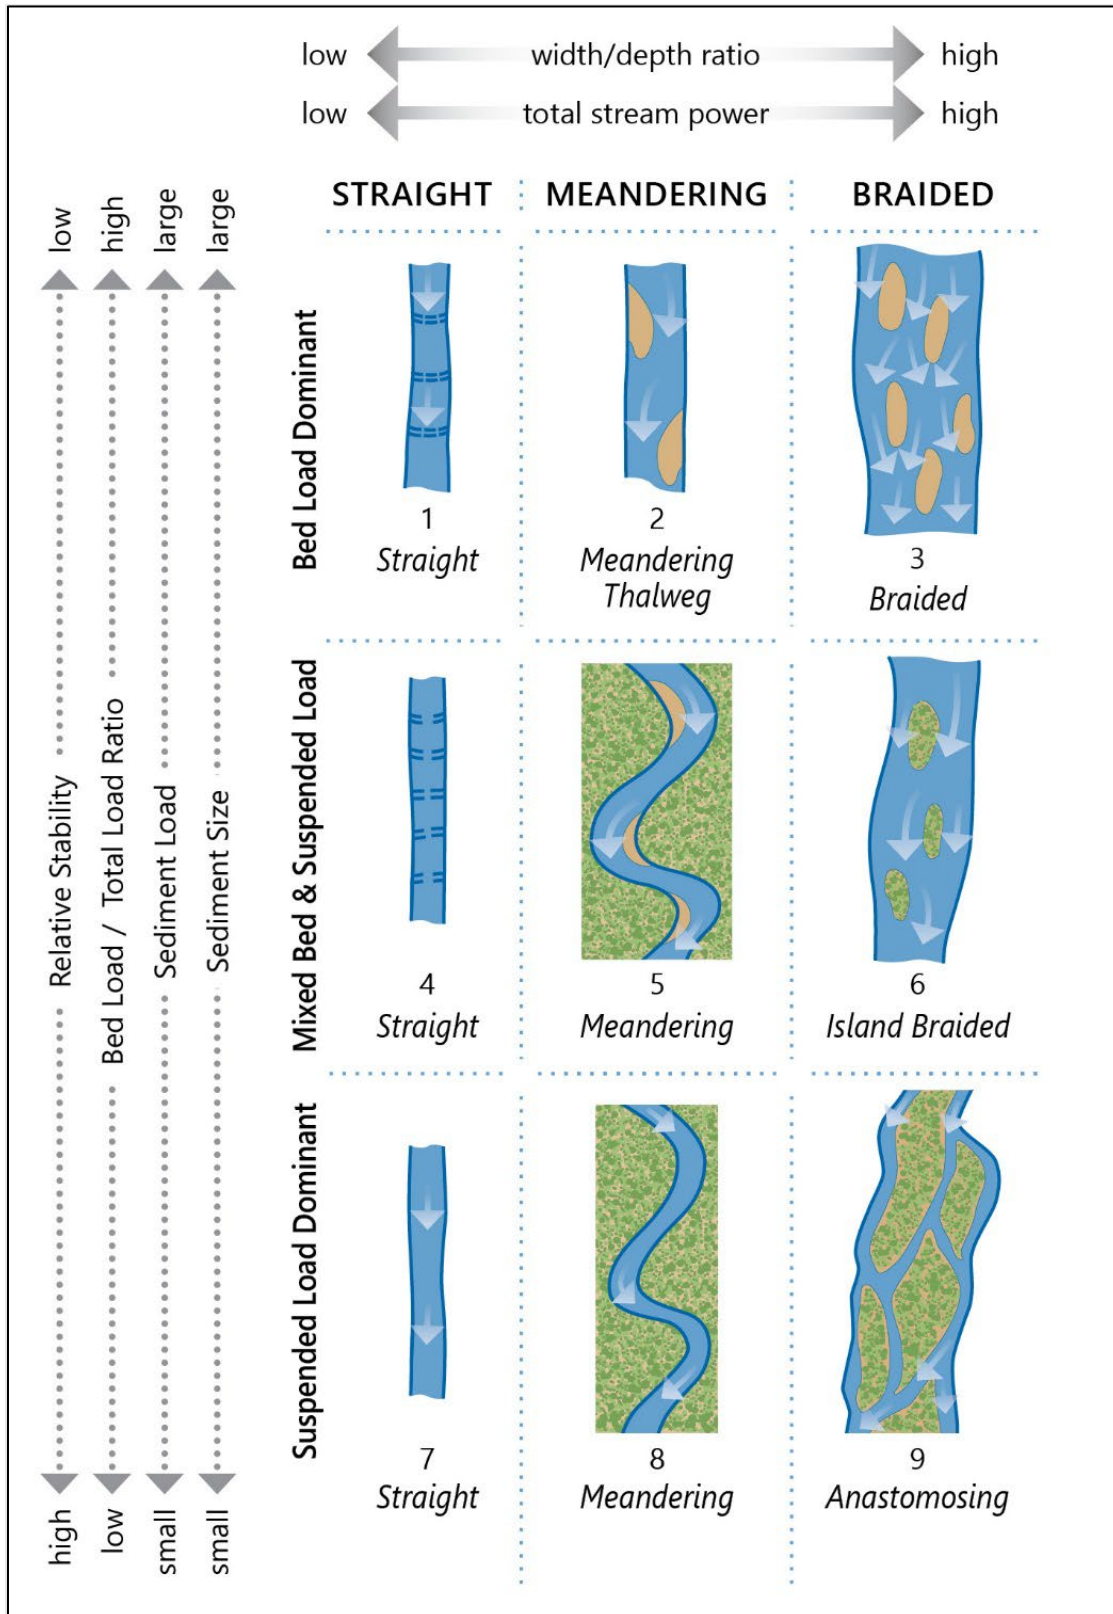 low width/depth ratio high
low total stream power high
STRAIGHT MEANDERING BRAIDED
low high large large
Relative Stability
Bed Load / Total Load Ratio
Sediment Load
Sediment Size
high low small small
Bed Load Dominant
1
Straight
2
Meandering
Thalweg
3
Braided
Mixed Bed & Suspended Load
4
Straight
5
Meandering
6
Island Braided
Suspended Load Dominant
7
Straight
8
Meandering
9
Anastomosing